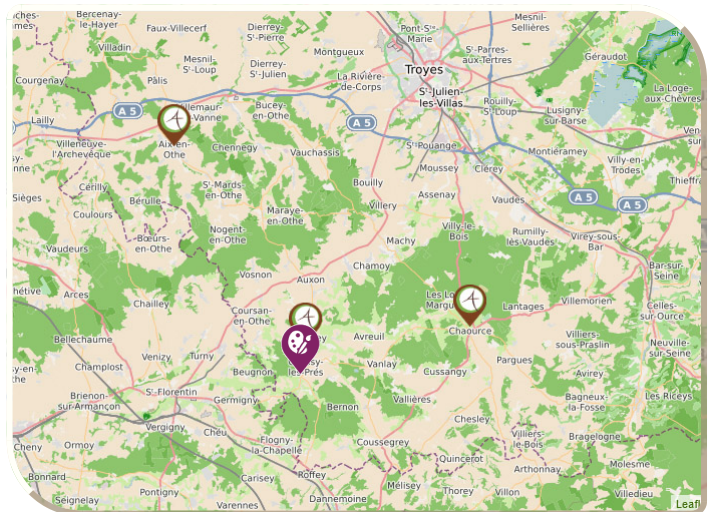 Bercenay-
le-Hayer
Faux-Villecerf
Dierrey-
Sᵗ-Pierre
Pont-Sᵗᵉ-
Marie
Mesnil-
Sellières
Villadin
Montgueux
Sᵗ-Parres-
aux-Tertres
Géraudot
Mesnil-
Sᵗ-Loup
Dierrey-
Sᵗ-Julien
Courgenay
Pâlis
La Rivière-
de-Corps
Troyes
La Loge-
aux-Chèvres
Sᵗ-Julien
les-Villas
Bucey-
en-Othe
Rouilly-
Sᵗ-Loup
Lusigny-
sur-Barse
A 5
Lailly
A 5
Villeneuve-
l'Archevêque
Aix-en-
Othe
Chennegy
Vauchassis
Sᵗ-Pouange
Montiéramey
Moussey
Clérey
Villy-en-
Trodes
Cérilly
Sᵗ-Mards-
en-Othe
Bouilly
Assenay
Sièges
Bérulle
Vaudes
A 5
A 5
Coulours
Maraye-
en-Othe
Villery
Nogent-
en-Othe
Villy-le-
Bois
Rumilly-
lès-Vaudes
Virey-sous-
Bar
Bœurs-
en-Othe
Machy
Vaudeurs
Chamoy
Bar-sur-
Seine
Vosnon
Auxon
Arces
Chailley
Lantages
Villemorien
Celles-
sur-Ource
Coursan-
en-Othe
Chaource
Bellechaume
Avreuil
Villiers-
sous-Praslin
Neuville-
sur-Seine
Venizy
Turny
Champlost
Beugnon
les-Prés
Vanlay
Cussangy
Pargues
Avirey
Brienon-
sur-Armançon
Sᵗ-Florentin
Germigny
Bernon
Vallières
Bagneux-
la-Fosse
Les Riceys
Vergigny
Chéu
Chesley
Villiers-
le-Bois
Bragelogne
Cheny
Ormoy
Flogny-
la-Chapelle
Coussegrey
Quincerot
Arthonnay
Molesme
Bonnard
Carisey
Roffey
Mélisey
Thorey
Villon
Villedieu
Seignelay
Pontigny
Varennes
Dannemoine
Leafl